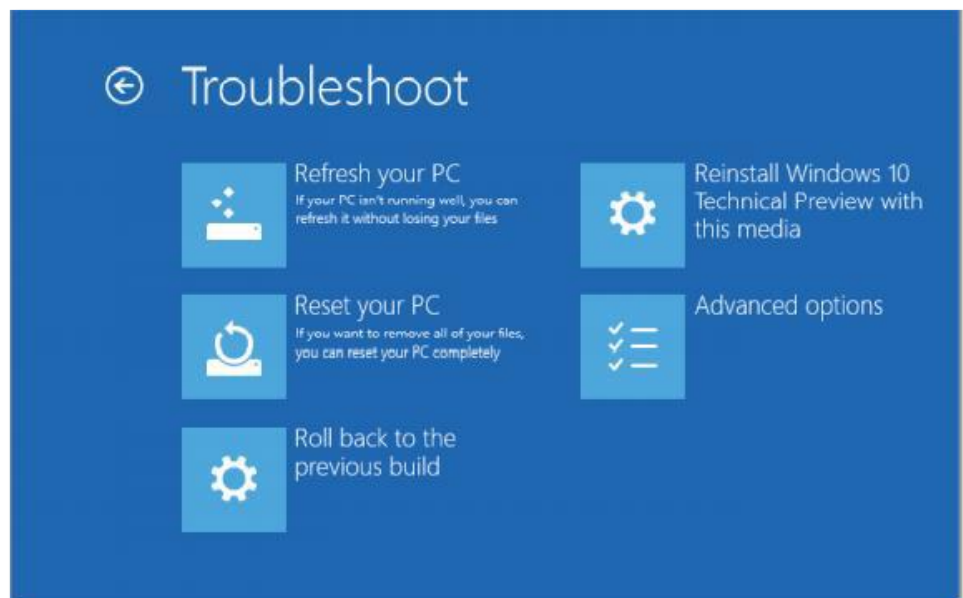 Troubleshoot
Refresh your PC
If your PC isn't running well, you can
refresh it without losing your files
Reset your PC
If you want to remove all of your files,
you can reset your PC completely
Roll back to the
previous build
Reinstall Windows 10
Technical Preview with
this media
Advanced options